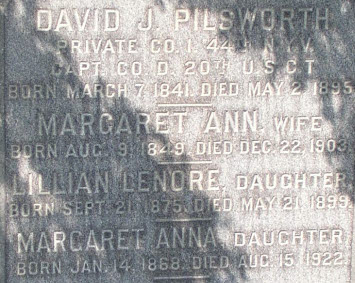 DAVID J. PILSWORTH
PRIVATE CO. I. 44TH N.Y.V.
CAPT. CO. D. 20TH U.S.C.T.
BORN MARCH 7, 1841. DIED MAY 2, 1895
MARGARET ANN, WIFE
BORN AUG. 9, 1849. DIED DEC. 22, 1903.
LILLIAN LENORE, DAUGHTER
BORN SEPT. 21, 1875. DIED MAY 21, 1899.
MARGARET ANNA, DAUGHTER
BORN JAN. 14, 1868. DIED AUG. 15, 1922.